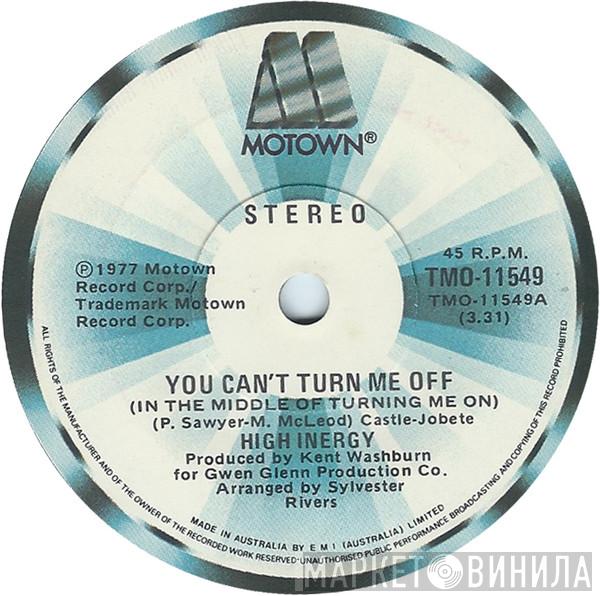 MOTOWN®
STEREO
℗ 1977 Motown
Record Corp./
Trademark Motown
Record Corp.
45 R.P.M.
TMO-11549
TMO-11549A
(3.31)
YOU CAN'T TURN ME OFF
(IN THE MIDDLE OF TURNING ME ON)
(P. Sawyer-M. McLeod) Castle-Jobete
HIGH INERGY
Produced by Kent Washburn
for Gwen Glenn Production Co.
Arranged by Sylvester
Rivers
MADE IN AUSTRALIA BY E M I (AUSTRALIA) LIMITED
ALL RIGHTS OF THE MANUFACTURER AND OF THE OWNER OF THE RECORDED WORK RESERVED·UNAUTHORISED PUBLIC PERFORMANCE BROADCASTING AND COPYING OF THIS RECORD PROHIBITED
МАРКЕТ ВИНИЛА